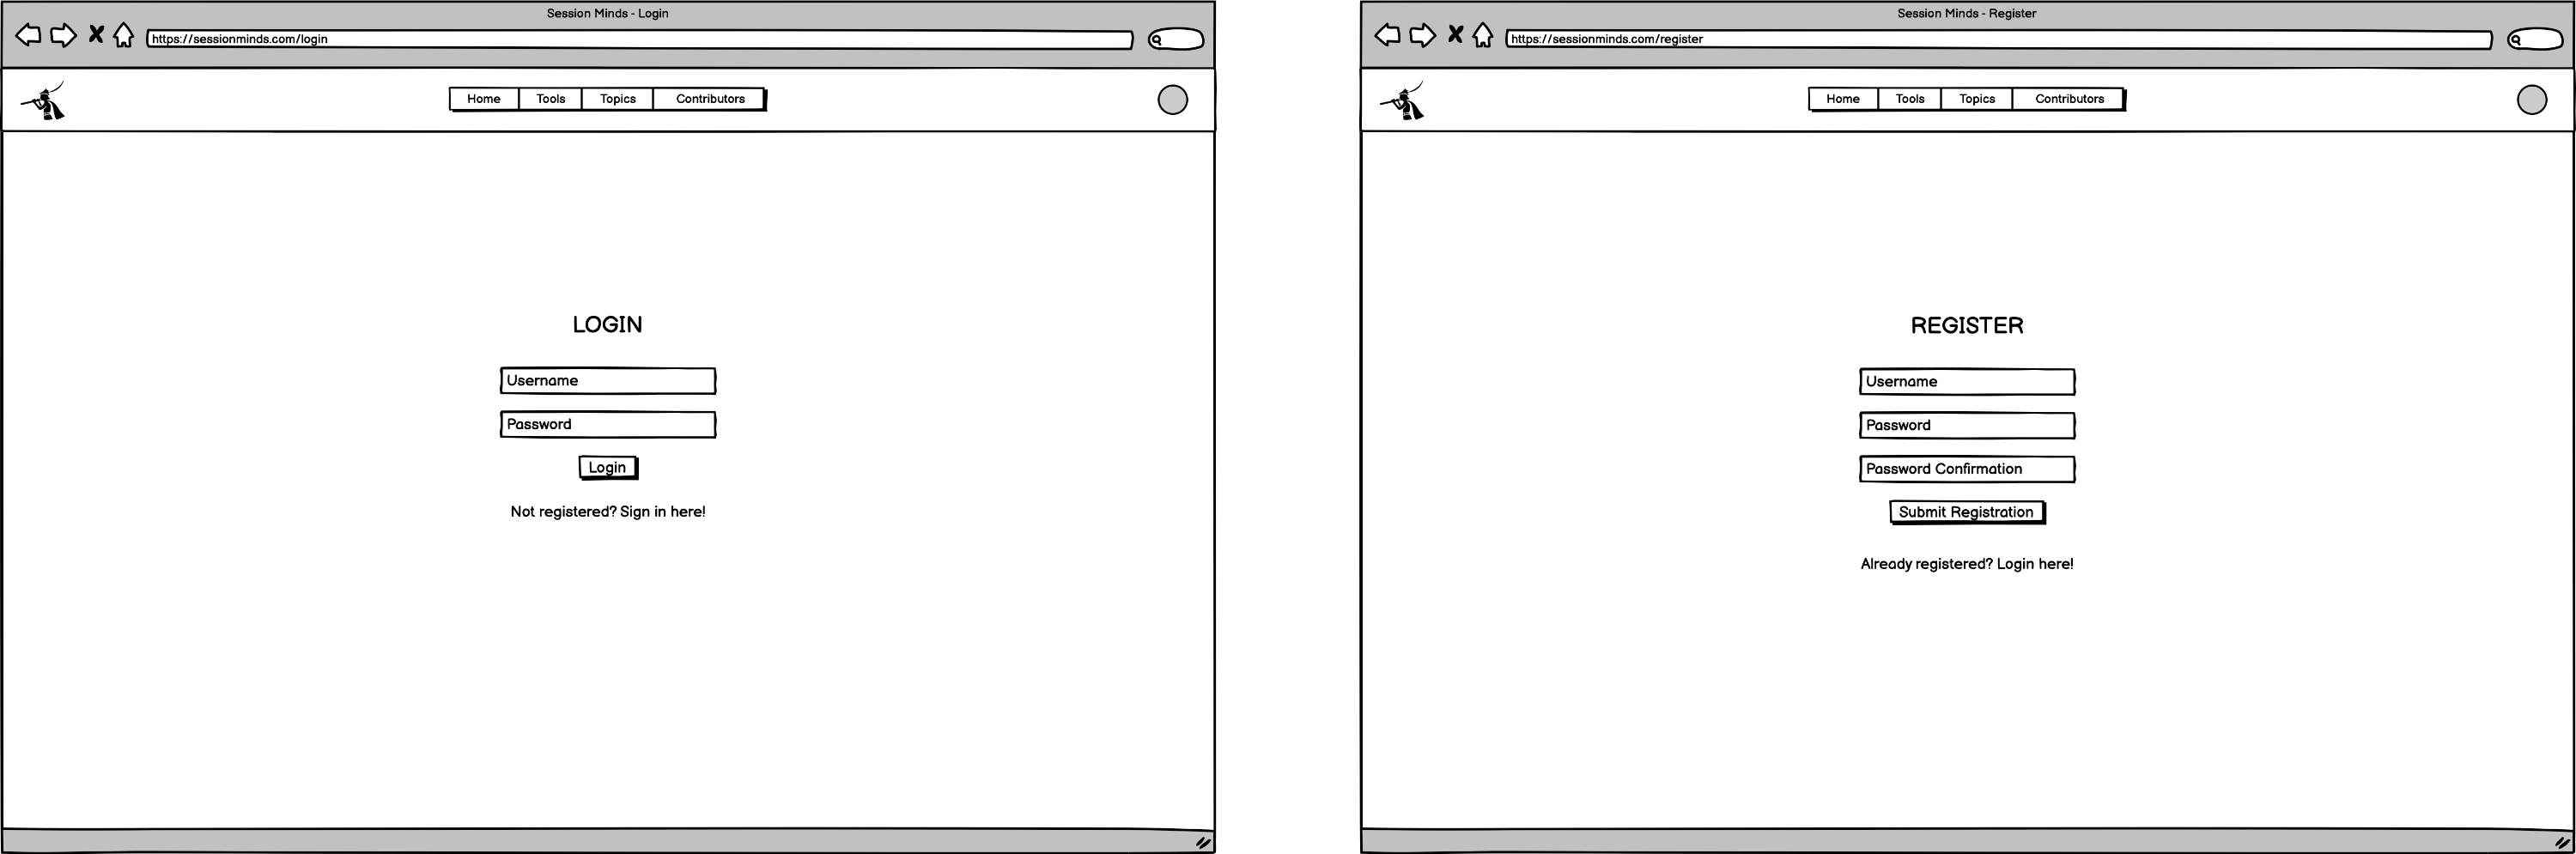 Session Minds - Login
https://sessionminds.com/login
Home Tools Topics Contributors
LOGIN
Username
Password
Login
Not registered? Sign in here!
Session Minds - Register
https://sessionminds.com/register
Home Tools Topics Contributors
REGISTER
Username
Password
Password Confirmation
Submit Registration
Already registered? Login here!